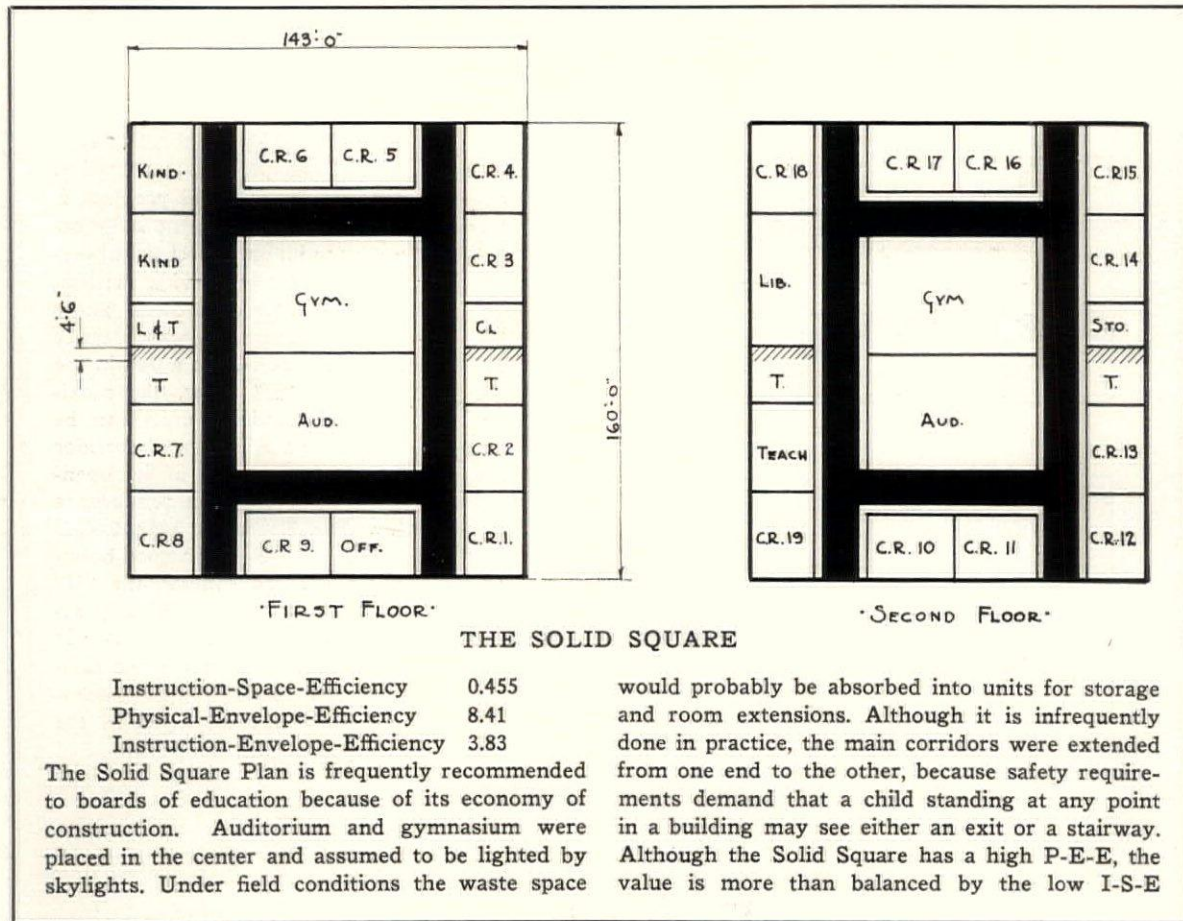 143'-0"
KIND.
C.R. 6
C.R. 5
C.R. 4.
KIND
GYM.
C.R 3
4'-6"
L & T
CL
T
AUD.
T.
C.R. 7.
C.R 2
C.R 8
C.R 9.
OFF.
C.R. 1.
160'-0"
·FIRST FLOOR·
C.R 18
C.R 17
C.R 16
C.R15
LIB.
GYM
C.R. 14
STO.
T.
AUD.
T.
TEACH
C.R. 13
C.R. 19
C.R. 10
C.R. 11
C.R. 12
·SECOND FLOOR·
THE SOLID SQUARE
Instruction-Space-Efficiency 0.455
Physical-Envelope-Efficiency 8.41
Instruction-Envelope-Efficiency 3.83
The Solid Square Plan is frequently recommended
to boards of education because of its economy of
construction. Auditorium and gymnasium were
placed in the center and assumed to be lighted by
skylights. Under field conditions the waste space
would probably be absorbed into units for storage
and room extensions. Although it is infrequently
done in practice, the main corridors were extended
from one end to the other, because safety require-
ments demand that a child standing at any point
in a building may see either an exit or a stairway.
Although the Solid Square has a high P-E-E, the
value is more than balanced by the low I-S-E